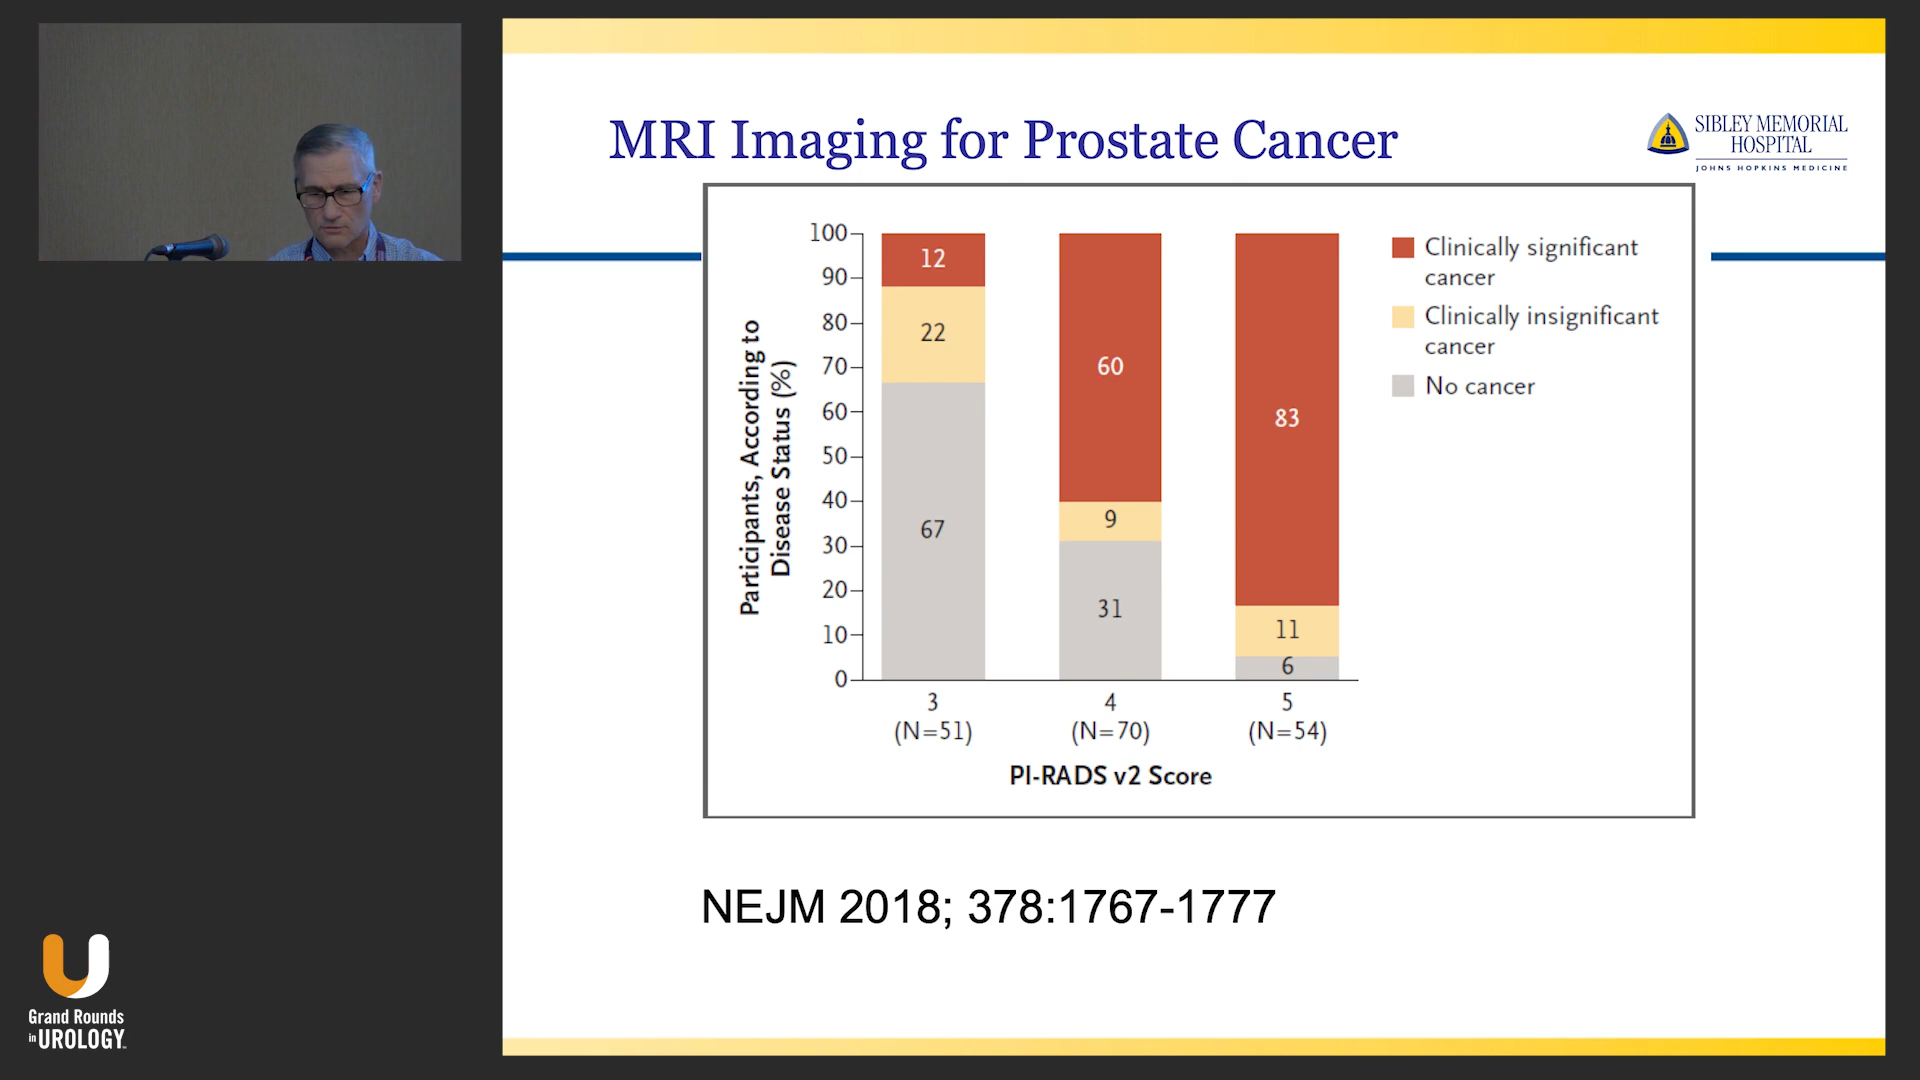 MRI Imaging for Prostate Cancer
SIBLEY MEMORIAL
HOSPITAL
JOHNS HOPKINS MEDICINE
Participants, According to
Disease Status (%)
100
90
80
70
60
50
40
30
20
10
0
12
22
67
60
9
31
83
11
6
3
(N=51)
4
(N=70)
5
(N=54)
PI-RADS v2 Score
Clinically significant
cancer
Clinically insignificant
cancer
No cancer
NEJM 2018; 378:1767-1777
Grand Rounds
in UROLOGY